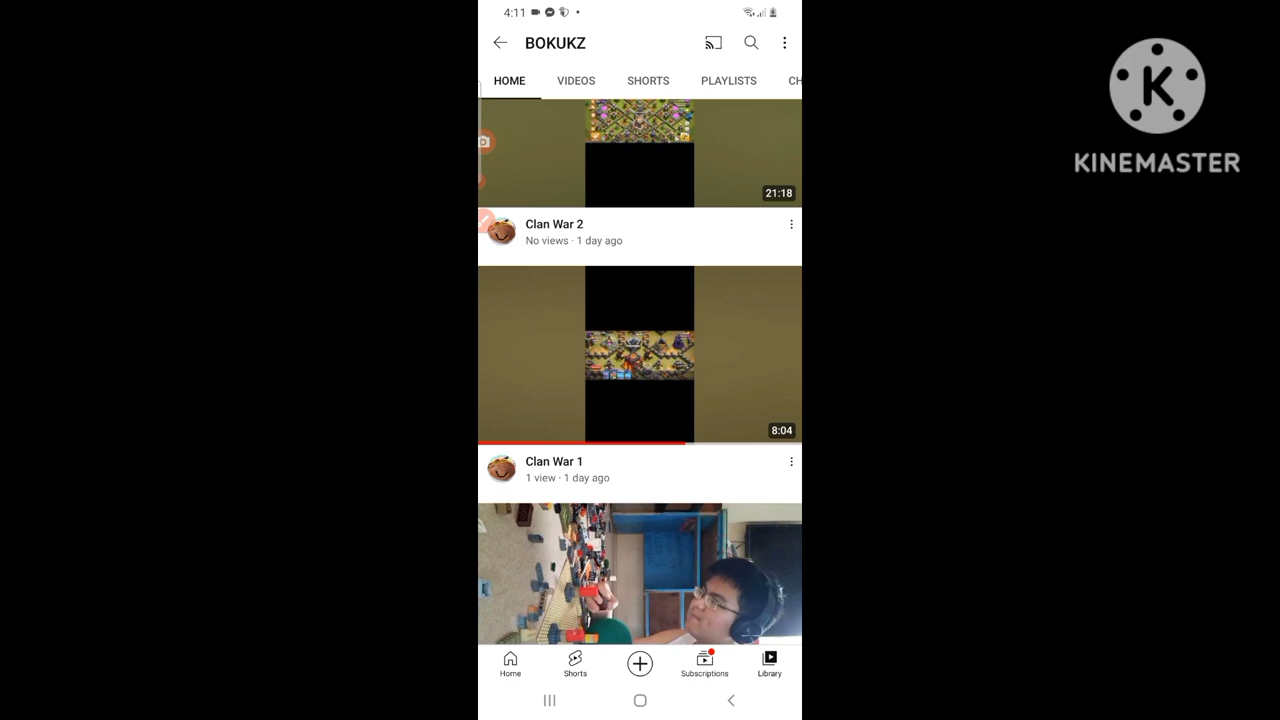 4:11
BOKUKZ
HOME VIDEOS SHORTS PLAYLISTS CH
21:18
Clan War 2
No views · 1 day ago
8:04
Clan War 1
1 view · 1 day ago
Home Shorts Subscriptions Library
K
KINEMASTER